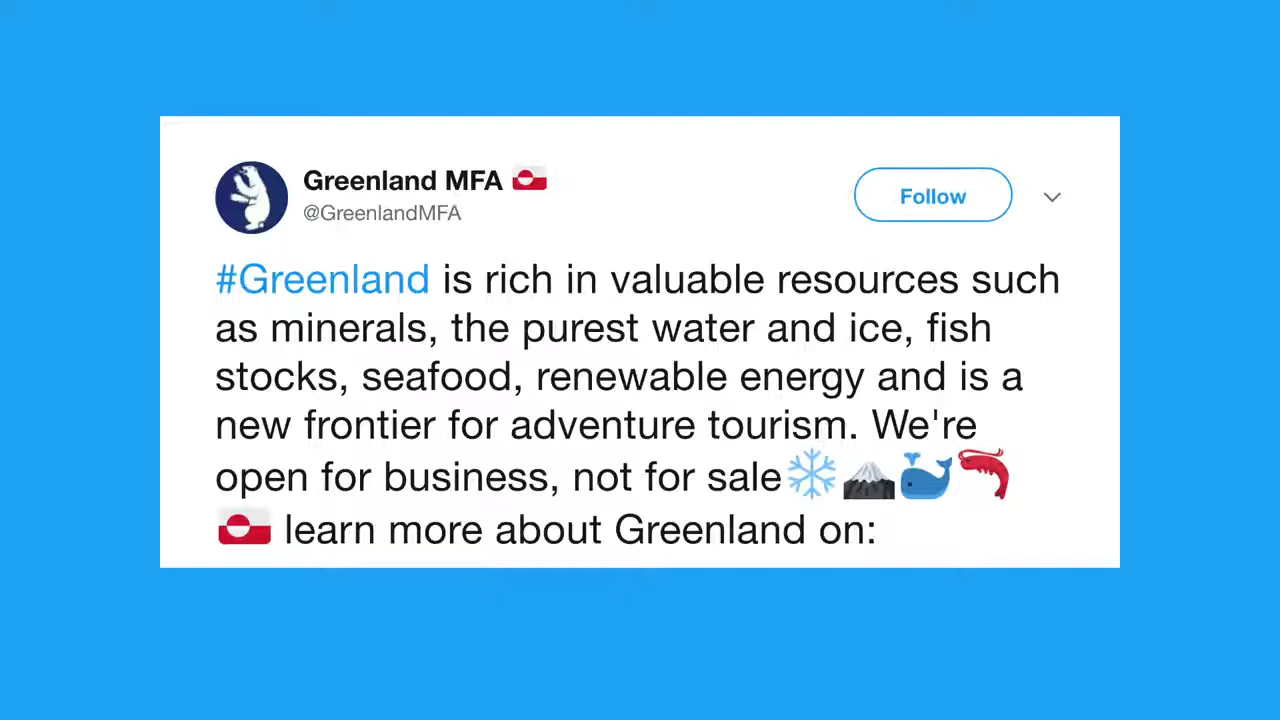 Greenland MFA 🇬🇱
@GreenlandMFA
Follow
#Greenland is rich in valuable resources such
as minerals, the purest water and ice, fish
stocks, seafood, renewable energy and is a
new frontier for adventure tourism. We're
open for business, not for sale❄️🗻🐳🦐
🇬🇱 learn more about Greenland on: